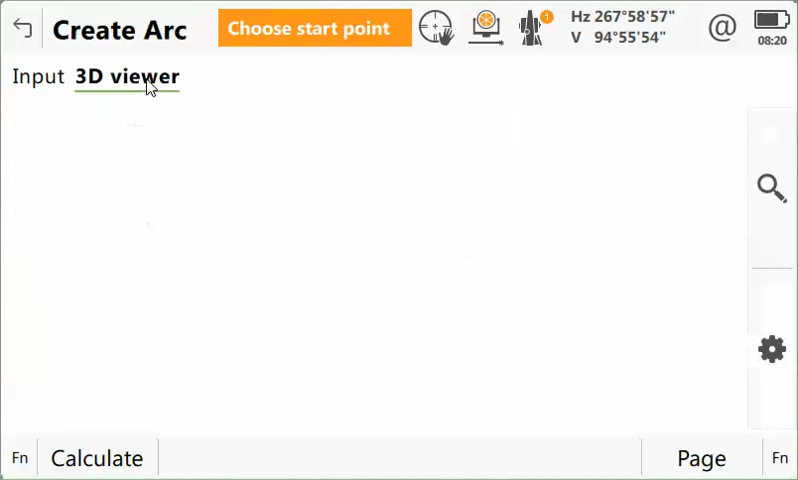 Create Arc
Choose start point
1
Hz 267°58'57"
V 94°55'54"
@
08:20
Input 3D viewer
Fn Calculate Page Fn